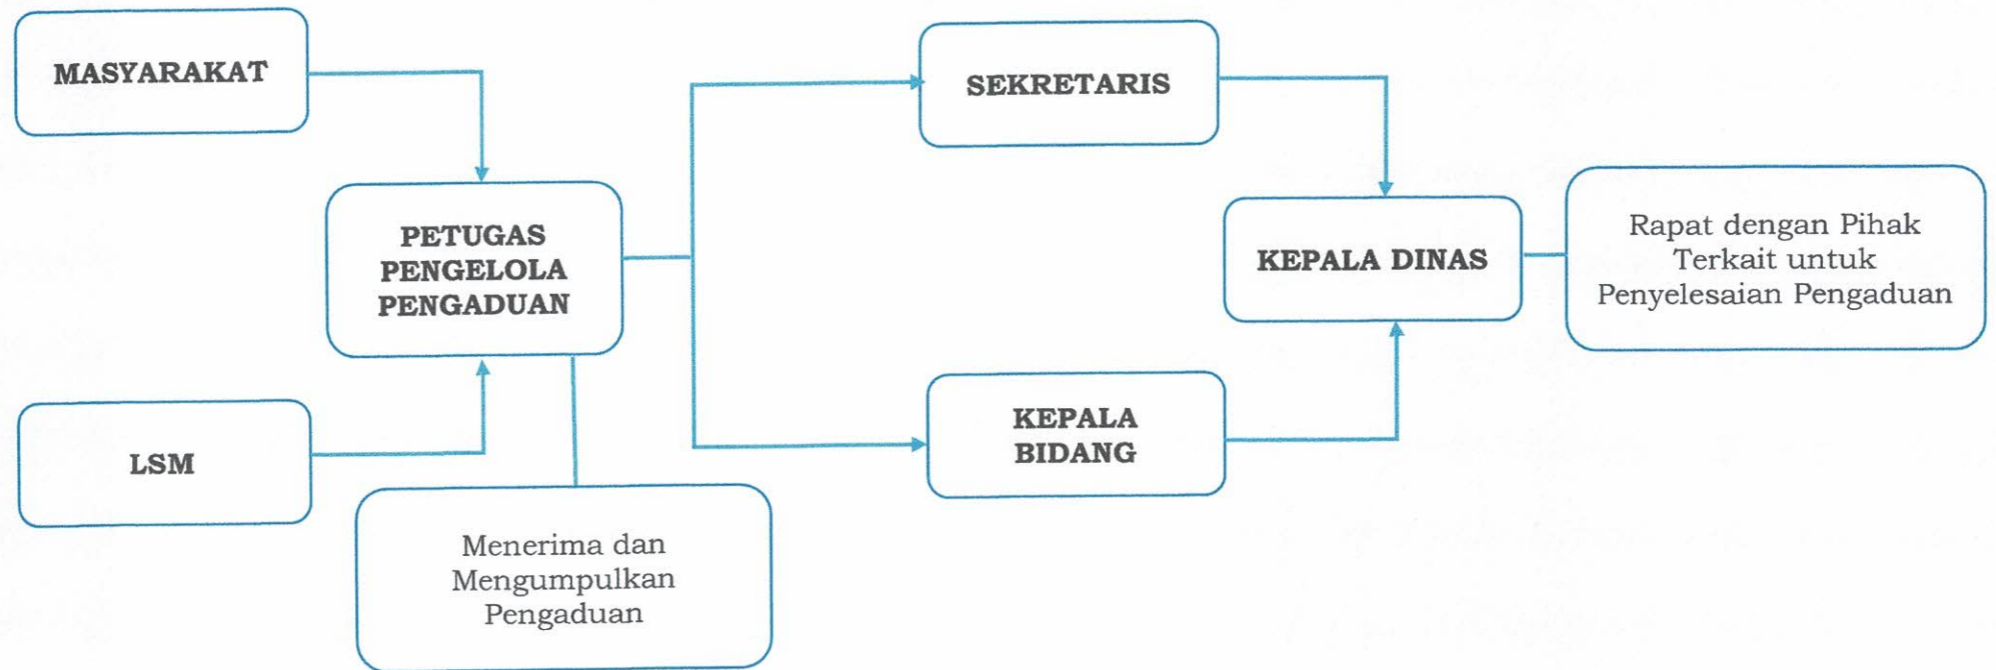 MASYARAKAT
SEKRETARIS
PETUGAS
PENGELOLA
PENGADUAN
KEPALA DINAS
Rapat dengan Pihak
Terkait untuk
Penyelesaian Pengaduan
LSM
KEPALA
BIDANG
Menerima dan
Mengumpulkan
Pengaduan